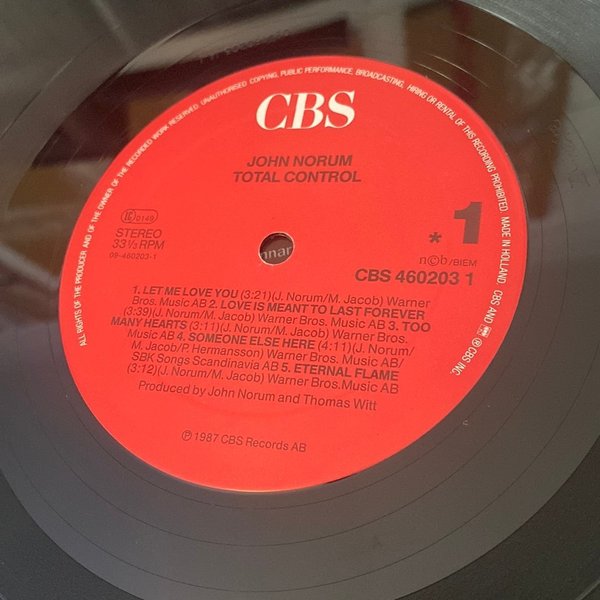 ALL RIGHTS OF THE PRODUCER AND OF THE OWNER OF THE RECORDED WORK RESERVED. UNAUTHORISED COPYING, PUBLIC PERFORMANCE, BROADCASTING, HIRING OR RENTAL OF THIS RECORDING PROHIBITED. MADE IN HOLLAND CBS AND ℗ CBS INC.
CBS
JOHN NORUM
TOTAL CONTROL
0149
STEREO
33⅓ RPM
09-460203-1
nnar
* 1
n©b/BIEM
CBS 460203 1
1. LET ME LOVE YOU (3:21)(J. Norum/M. Jacob) Warner
Bros. Music AB 2. LOVE IS MEANT TO LAST FOREVER
(3:39)(J. Norum/M. Jacob) Warner Bros. Music AB 3. TOO
MANY HEARTS (3:11)(J. Norum/M. Jacob) Warner Bros.
Music AB 4. SOMEONE ELSE HERE (4:11)(J. Norum/
M. Jacob/P. Hermansson) Warner Bros. Music AB/
SBK Songs Scandinavia AB 5. ETERNAL FLAME
(3:12)(J. Norum/M. Jacob) Warner Bros. Music AB
Produced by John Norum and Thomas Witt
℗ 1987 CBS Records AB